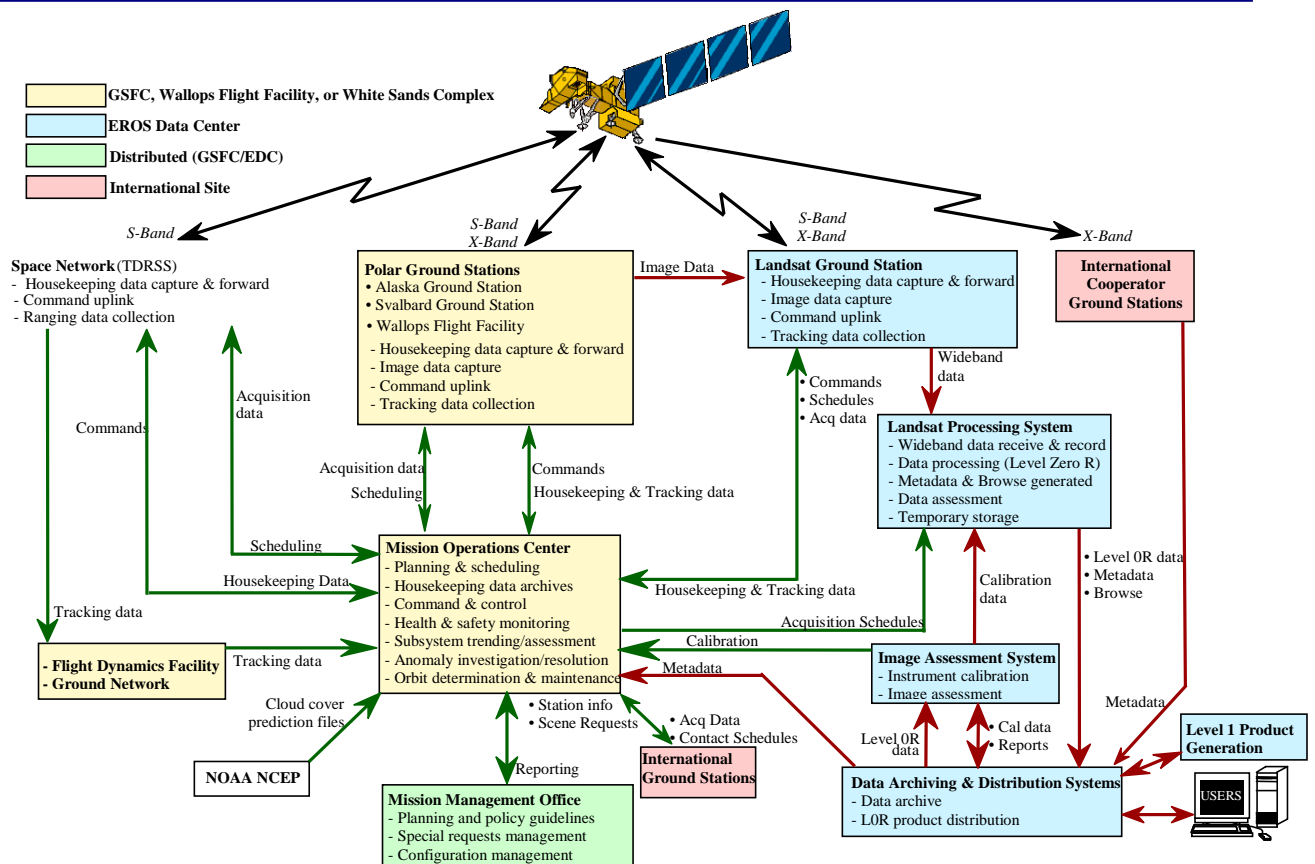 GSFC, Wallops Flight Facility, or White Sands Complex
EROS Data Center
Distributed (GSFC/EDC)
International Site
S-Band
S-Band
X-Band
S-Band
X-Band
X-Band
Space Network (TDRSS)
- Housekeeping data capture & forward
- Command uplink
- Ranging data collection
Polar Ground Stations
• Alaska Ground Station
• Svalbard Ground Station
• Wallops Flight Facility
- Housekeeping data capture & forward
- Image data capture
- Command uplink
- Tracking data collection
Image Data
Landsat Ground Station
- Housekeeping data capture & forward
- Image data capture
- Command uplink
- Tracking data collection
International
Cooperator
Ground Stations
Wideband
data
• Commands
• Schedules
• Acq data
Acquisition
data
Commands
Landsat Processing System
- Wideband data receive & record
- Data processing (Level Zero R)
- Metadata & Browse generated
- Data assessment
- Temporary storage
Acquisition data
Scheduling
Commands
Housekeeping & Tracking data
Scheduling
Housekeeping Data
Tracking data
Mission Operations Center
- Planning & scheduling
- Housekeeping data archives
- Command & control
- Health & safety monitoring
- Subsystem trending/assessment
- Anomaly investigation/resolution
- Orbit determination & maintenance
Housekeeping & Tracking data
Acquisition Schedules
Calibration
Metadata
Calibration
data
• Level 0R data
• Metadata
• Browse
- Flight Dynamics Facility
- Ground Network
Tracking data
Image Assessment System
- Instrument calibration
- Image assessment
Cloud cover
prediction files
• Station info
• Scene Requests
• Acq Data
• Contact Schedules
Level 0R
data
• Cal data
• Reports
Metadata
Level 1 Product
Generation
NOAA NCEP
Reporting
International
Ground Stations
Data Archiving & Distribution Systems
- Data archive
- L0R product distribution
USERS
Mission Management Office
- Planning and policy guidelines
- Special requests management
- Configuration management